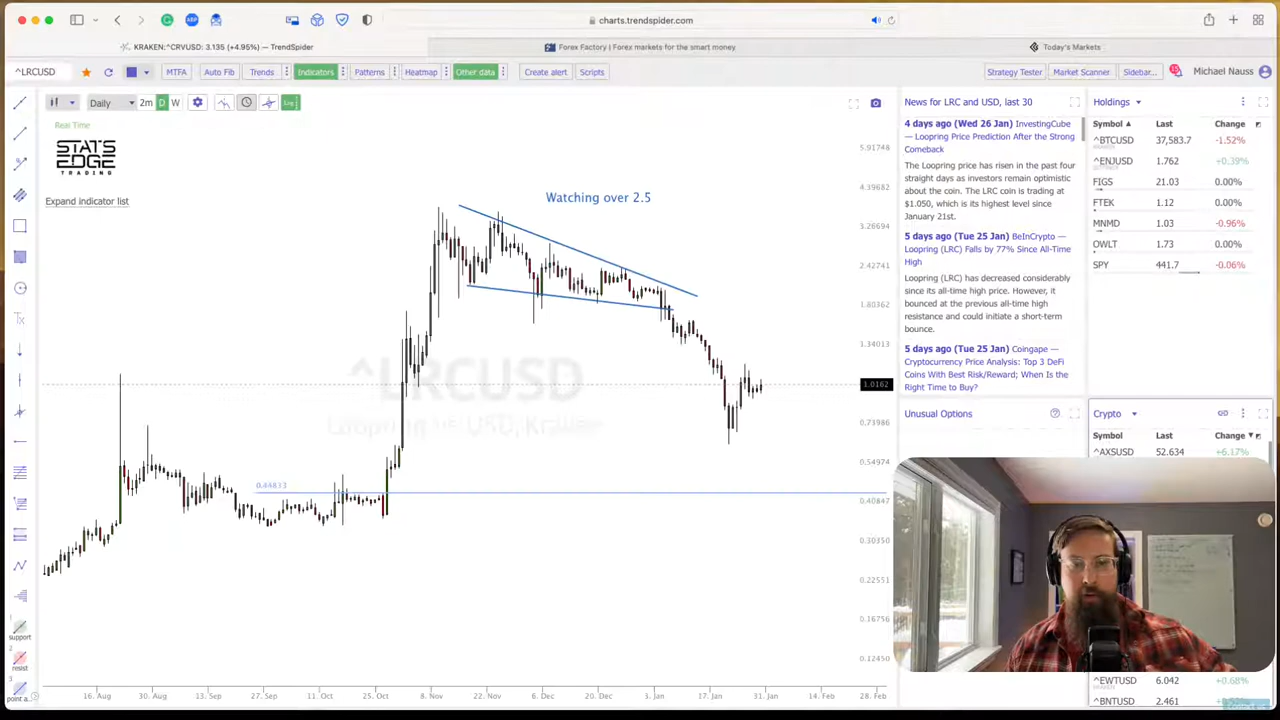 charts.trendspider.com
KRAKEN:^CRVUSD: 3.135 (+4.95%) — TrendSpider
Forex Factory | Forex markets for the smart money
Today's Markets
^LRCUSD
MTFA
Auto Fib
Trends
Indicators
Patterns
Heatmap
Other data
Create alert
Scripts
Strategy Tester
Market Scanner
Sidebar...
Michael Nauss
Daily
2m
D
W
Log
Real Time
STATS
EDGE
TRADING
Expand indicator list
Watching over 2.5
^LRCUSD
0.44833
5.91748
4.39682
3.26694
2.42741
1.80362
1.34013
1.0162
0.73986
0.54974
0.40847
0.30350
0.22551
0.16756
0.12450
16. Aug
30. Aug
13. Sep
27. Sep
11. Oct
25. Oct
8. Nov
22. Nov
6. Dec
20. Dec
3. Jan
17. Jan
31. Jan
14. Feb
28. Feb
1
support
2
resist
3
News for LRC and USD, last 30
4 days ago (Wed 26 Jan) InvestingCube
— Loopring Price Prediction After the Strong
Comeback
The Loopring price has risen in the past four
straight days as investors remain optimistic
about the coin. The LRC coin is trading at
$1.050, which is its highest level since
January 21st.
5 days ago (Tue 25 Jan) BeInCrypto —
Loopring (LRC) Falls by 77% Since All-Time
High
Loopring (LRC) has decreased considerably
since its all-time high price. However, it
bounced at the previous all-time high
resistance and could initiate a short-term
bounce.
5 days ago (Tue 25 Jan) Coingape —
Cryptocurrency Price Analysis: Top 3 DeFi
Coins With Best Risk/Reward; When Is the
Right Time to Buy?
Unusual Options
Holdings
Symbol Last Change
^BTCUSD 37,583.7 -1.52%
^ENJUSD 1.762 +0.39%
FIGS 21.03 0.00%
FTEK 1.12 0.00%
MNMD 1.03 -0.96%
OWLT 1.73 0.00%
SPY 441.7 -0.06%
Crypto
Symbol Last Change
^AXSUSD 52.634 +6.17%
^EWTUSD 6.042 +0.68%
^BNTUSD 2.461